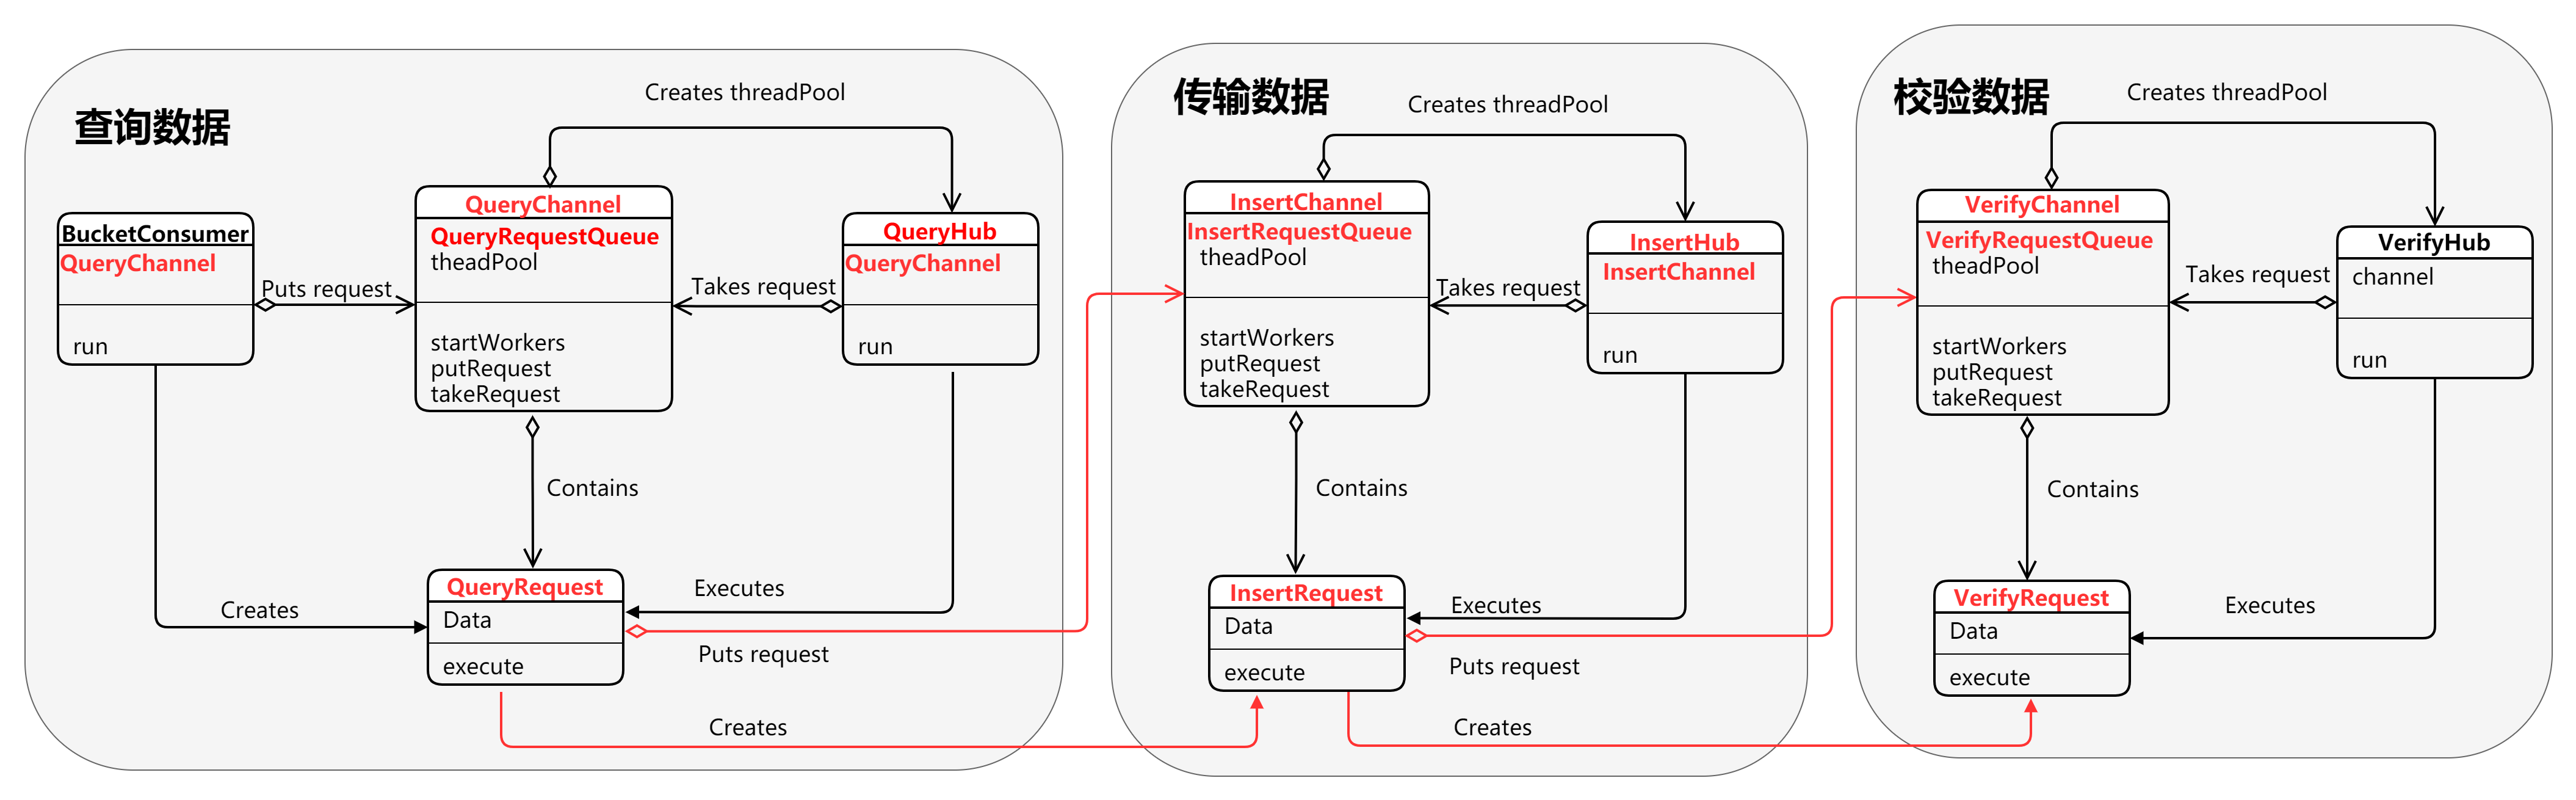 查询数据
Creates threadPool
BucketConsumer
QueryChannel
run
Puts request
QueryChannel
QueryRequestQueue
theadPool
startWorkers
putRequest
takeRequest
Takes request
QueryHub
QueryChannel
run
Contains
Creates
QueryRequest
Data
execute
Executes
Puts request
Creates
传输数据
Creates threadPool
InsertChannel
InsertRequestQueue
theadPool
startWorkers
putRequest
takeRequest
Takes request
InsertHub
InsertChannel
run
Contains
InsertRequest
Data
execute
Executes
Puts request
Creates
校验数据
Creates threadPool
VerifyChannel
VerifyRequestQueue
theadPool
startWorkers
putRequest
takeRequest
Takes request
VerifyHub
channel
run
Contains
VerifyRequest
Data
execute
Executes